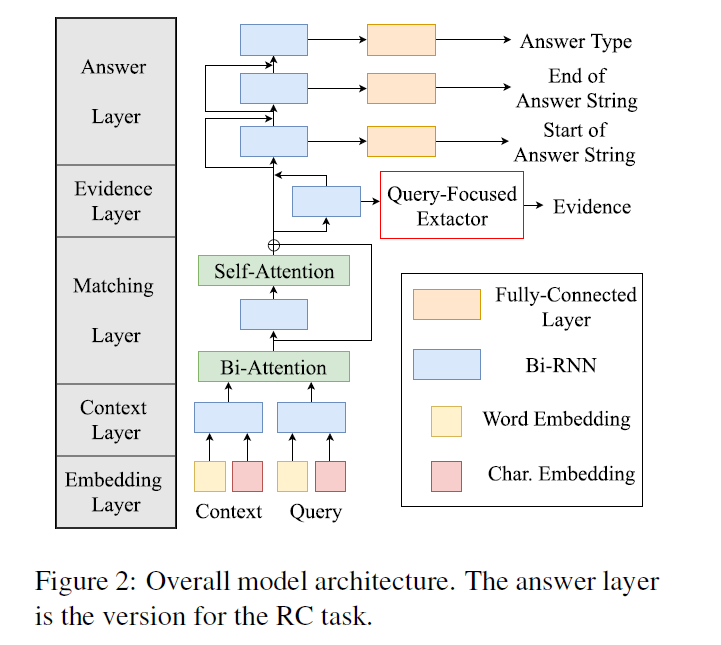 Answer
Layer
Evidence
Layer
Matching
Layer
Context
Layer
Embedding
Layer
Answer Type
End of
Answer String
Start of
Answer String
Query-Focused
Extactor
Evidence
Self-Attention
Bi-Attention
Context
Query
Fully-Connected
Layer
Bi-RNN
Word Embedding
Char. Embedding
Figure 2: Overall model architecture. The answer layer
is the version for the RC task.